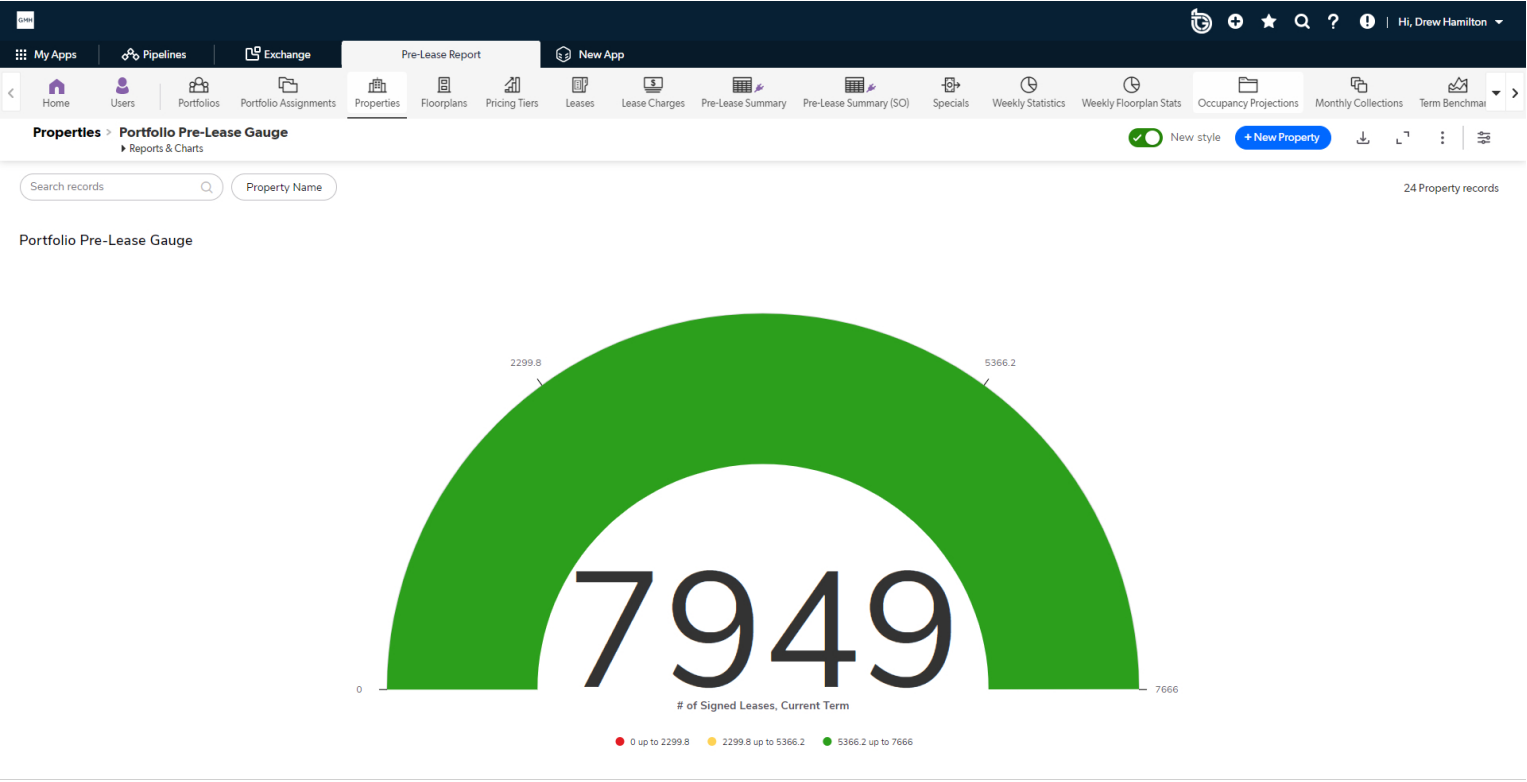 GMH
Hi, Drew Hamilton
My Apps
Pipelines
Exchange
Pre-Lease Report
New App
Home
Users
Portfolios
Portfolio Assignments
Properties
Floorplans
Pricing Tiers
Leases
Lease Charges
Pre-Lease Summary
Pre-Lease Summary (SO)
Specials
Weekly Statistics
Weekly Floorplan Stats
Occupancy Projections
Monthly Collections
Term Benchmar
Properties > Portfolio Pre-Lease Gauge
Reports & Charts
New style
+ New Property
Search records
Property Name
24 Property records
Portfolio Pre-Lease Gauge
2299.8
5366.2
7949
0
7666
# of Signed Leases, Current Term
0 up to 2299.8
2299.8 up to 5366.2
5366.2 up to 7666